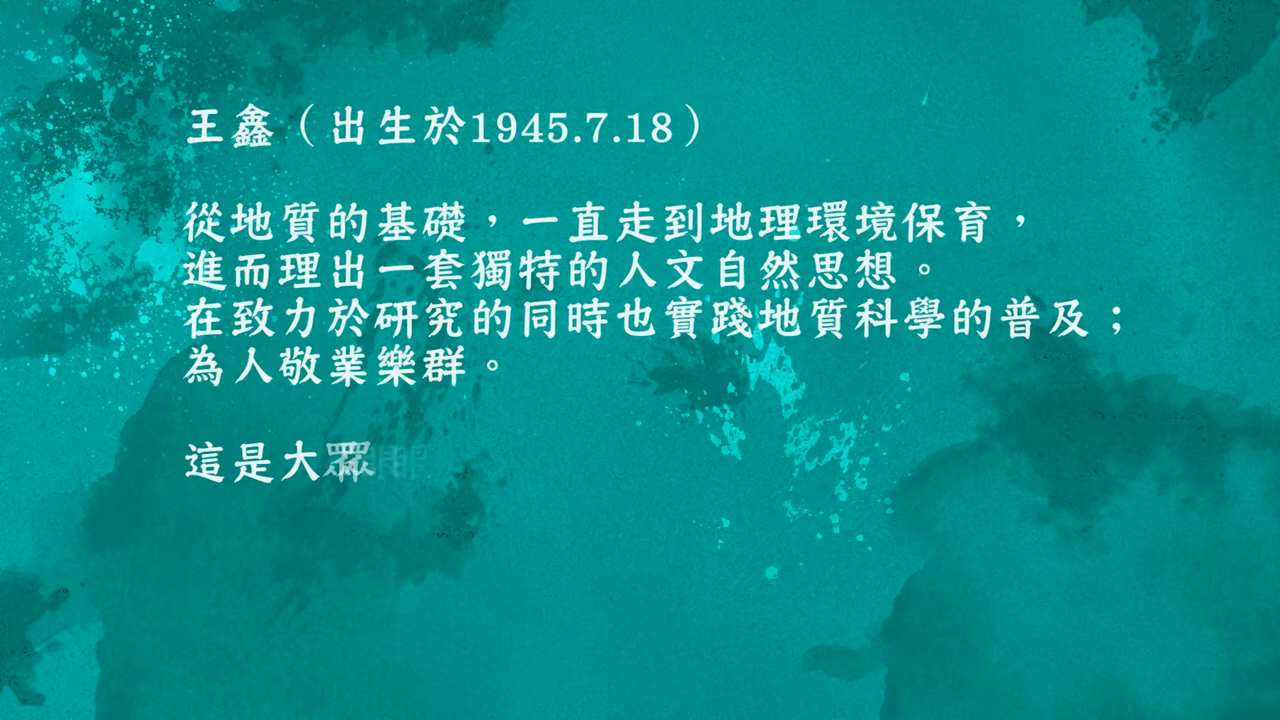 王鑫（出生於1945.7.18）
從地質的基礎，一直走到地理環境保育，
進而理出一套獨特的人文自然思想。
在致力於研究的同時也實踐地質科學的普及；
為人敬業樂群。
這是大眾